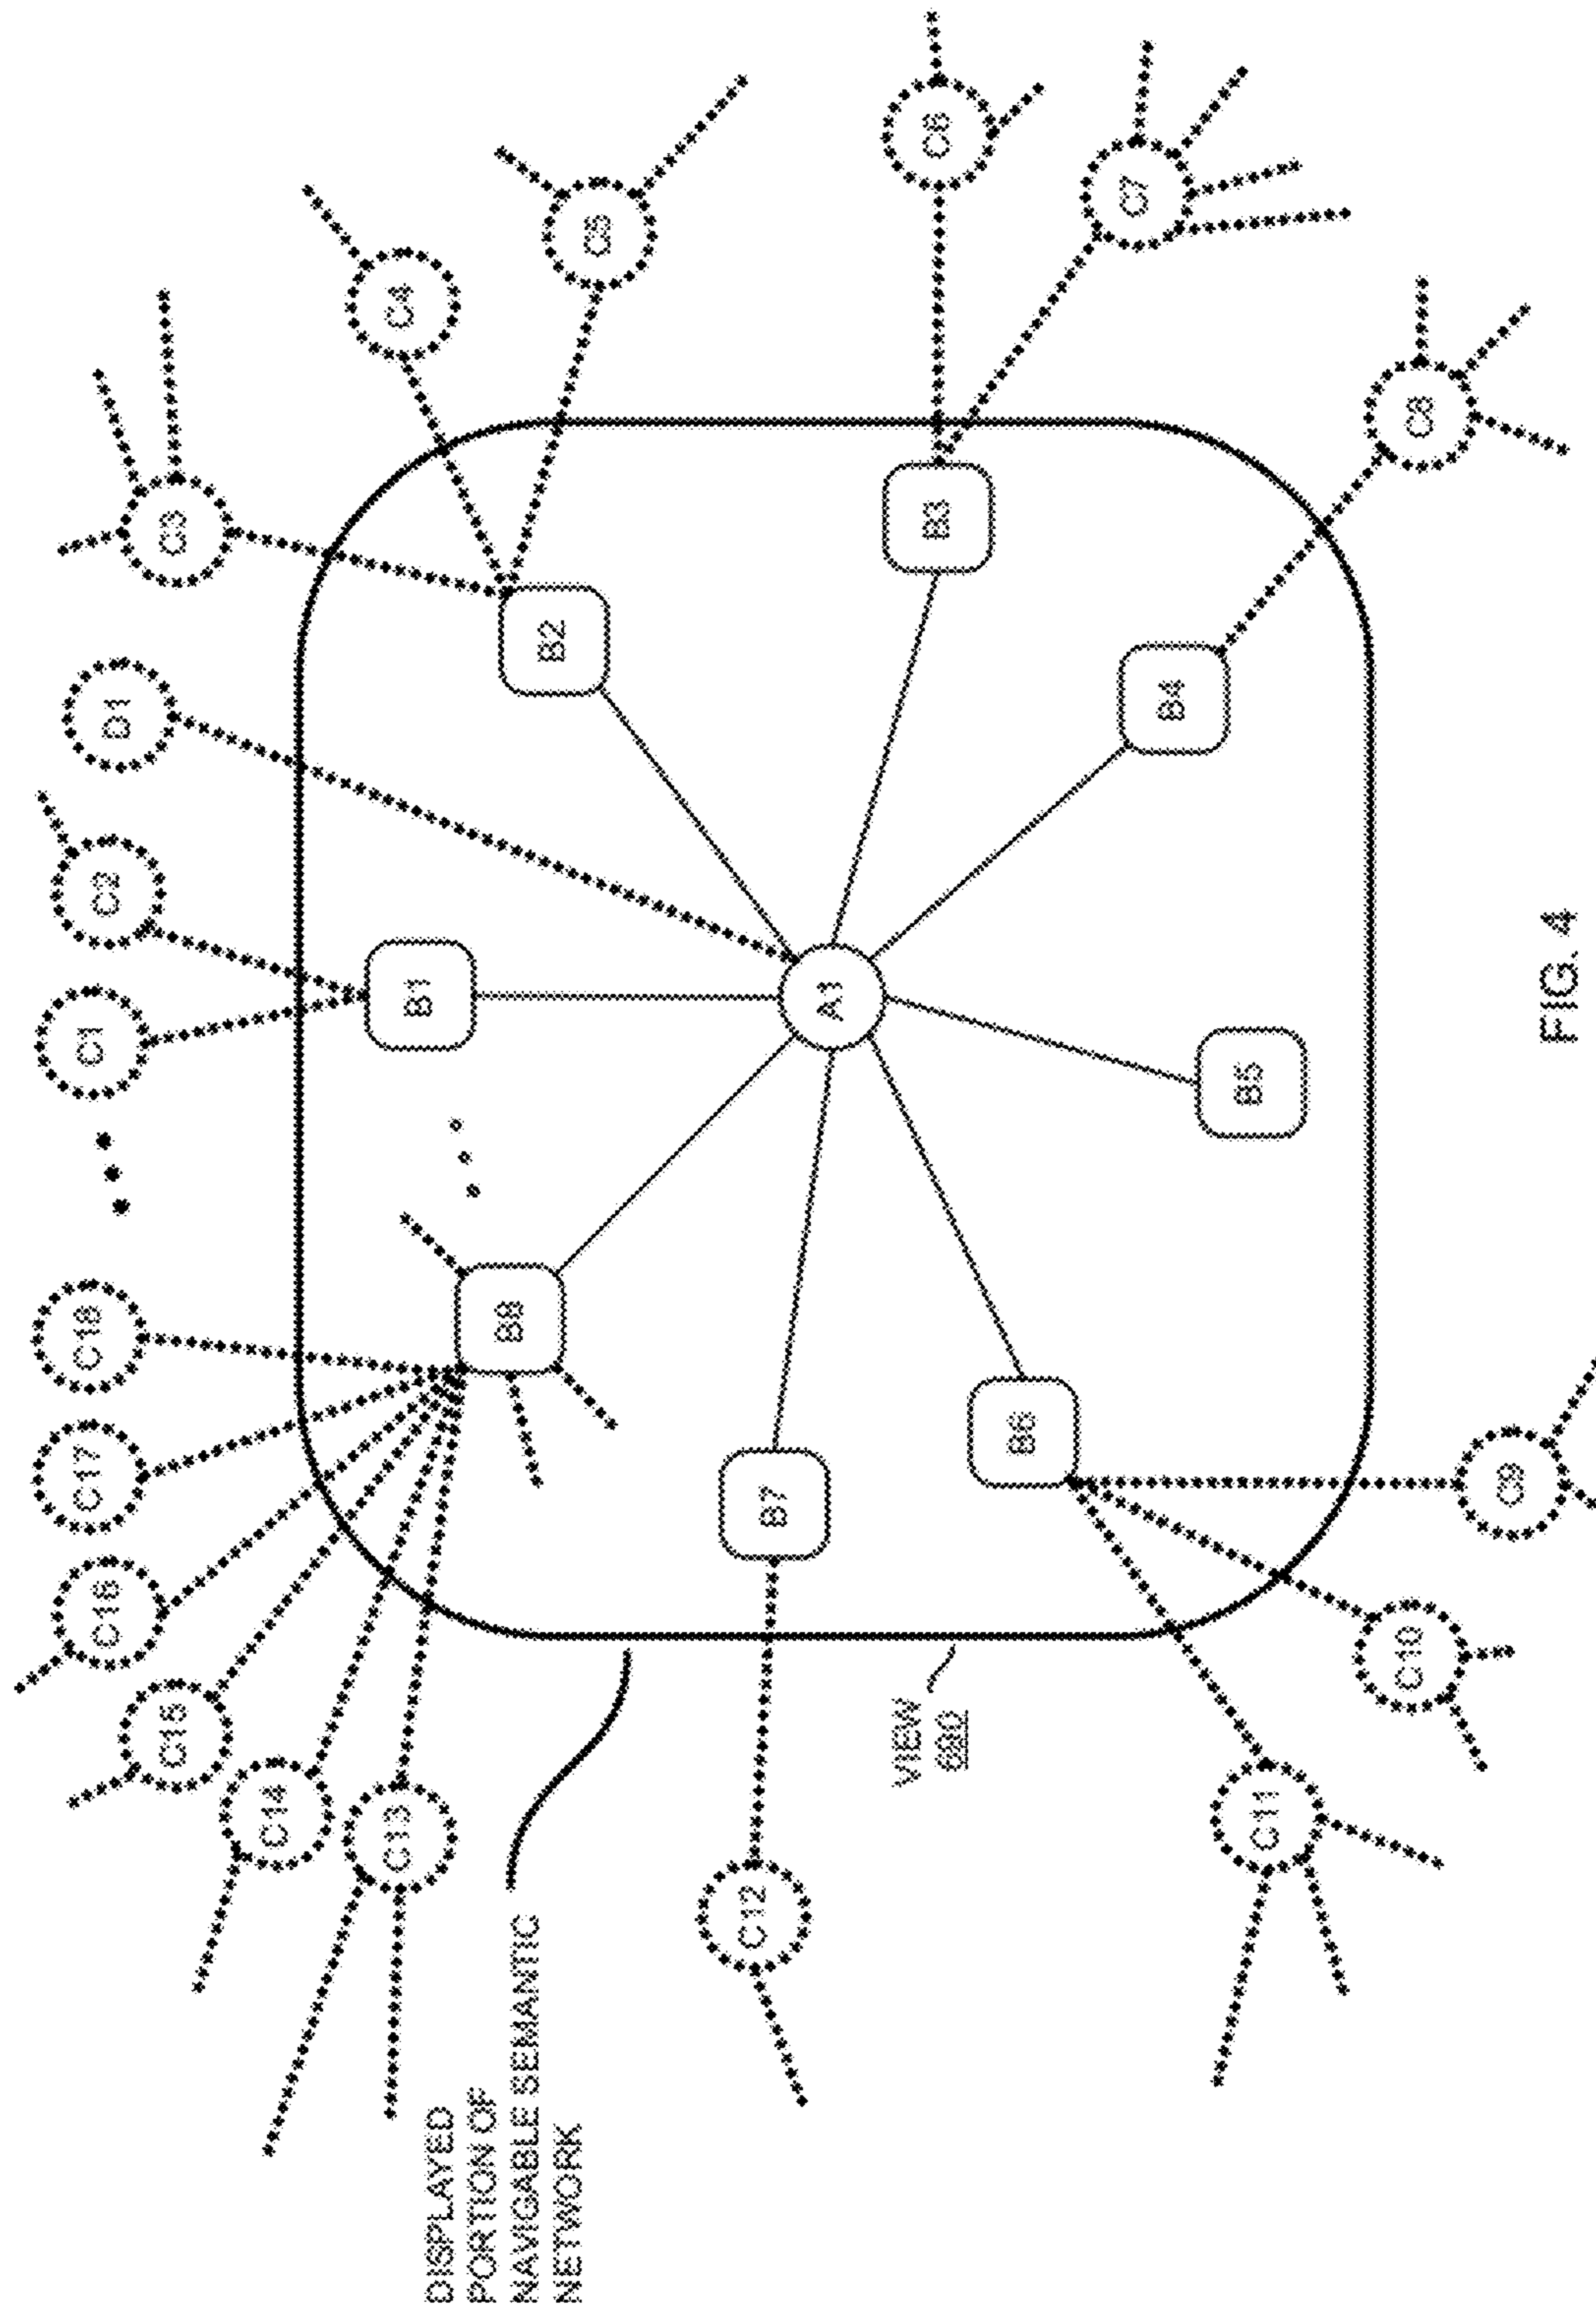 C16
C17
C18
C1
C2
D1
C15
C3
C14
C13
C4
B1
DISPLAYED
PORTION OF
NAVIGABLE SEMANTIC
NETWORK
B8
B2
C5
C12
B7
A1
VIEW
B3
C6
B6
C7
B4
C11
B5
C10
C8
C9
FIG. 4